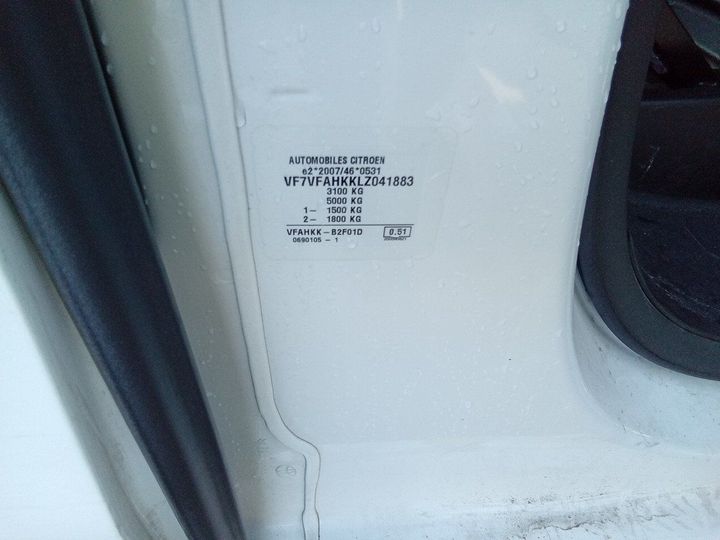 AUTOMOBILES CITROEN
e2*2007/46*0531
VF7VFAHKKLZ041883
3100 KG
5000 KG
1- 1500 KG
2- 1800 KG
VFAHKK-B2F01D 0.51
0690105 - 1